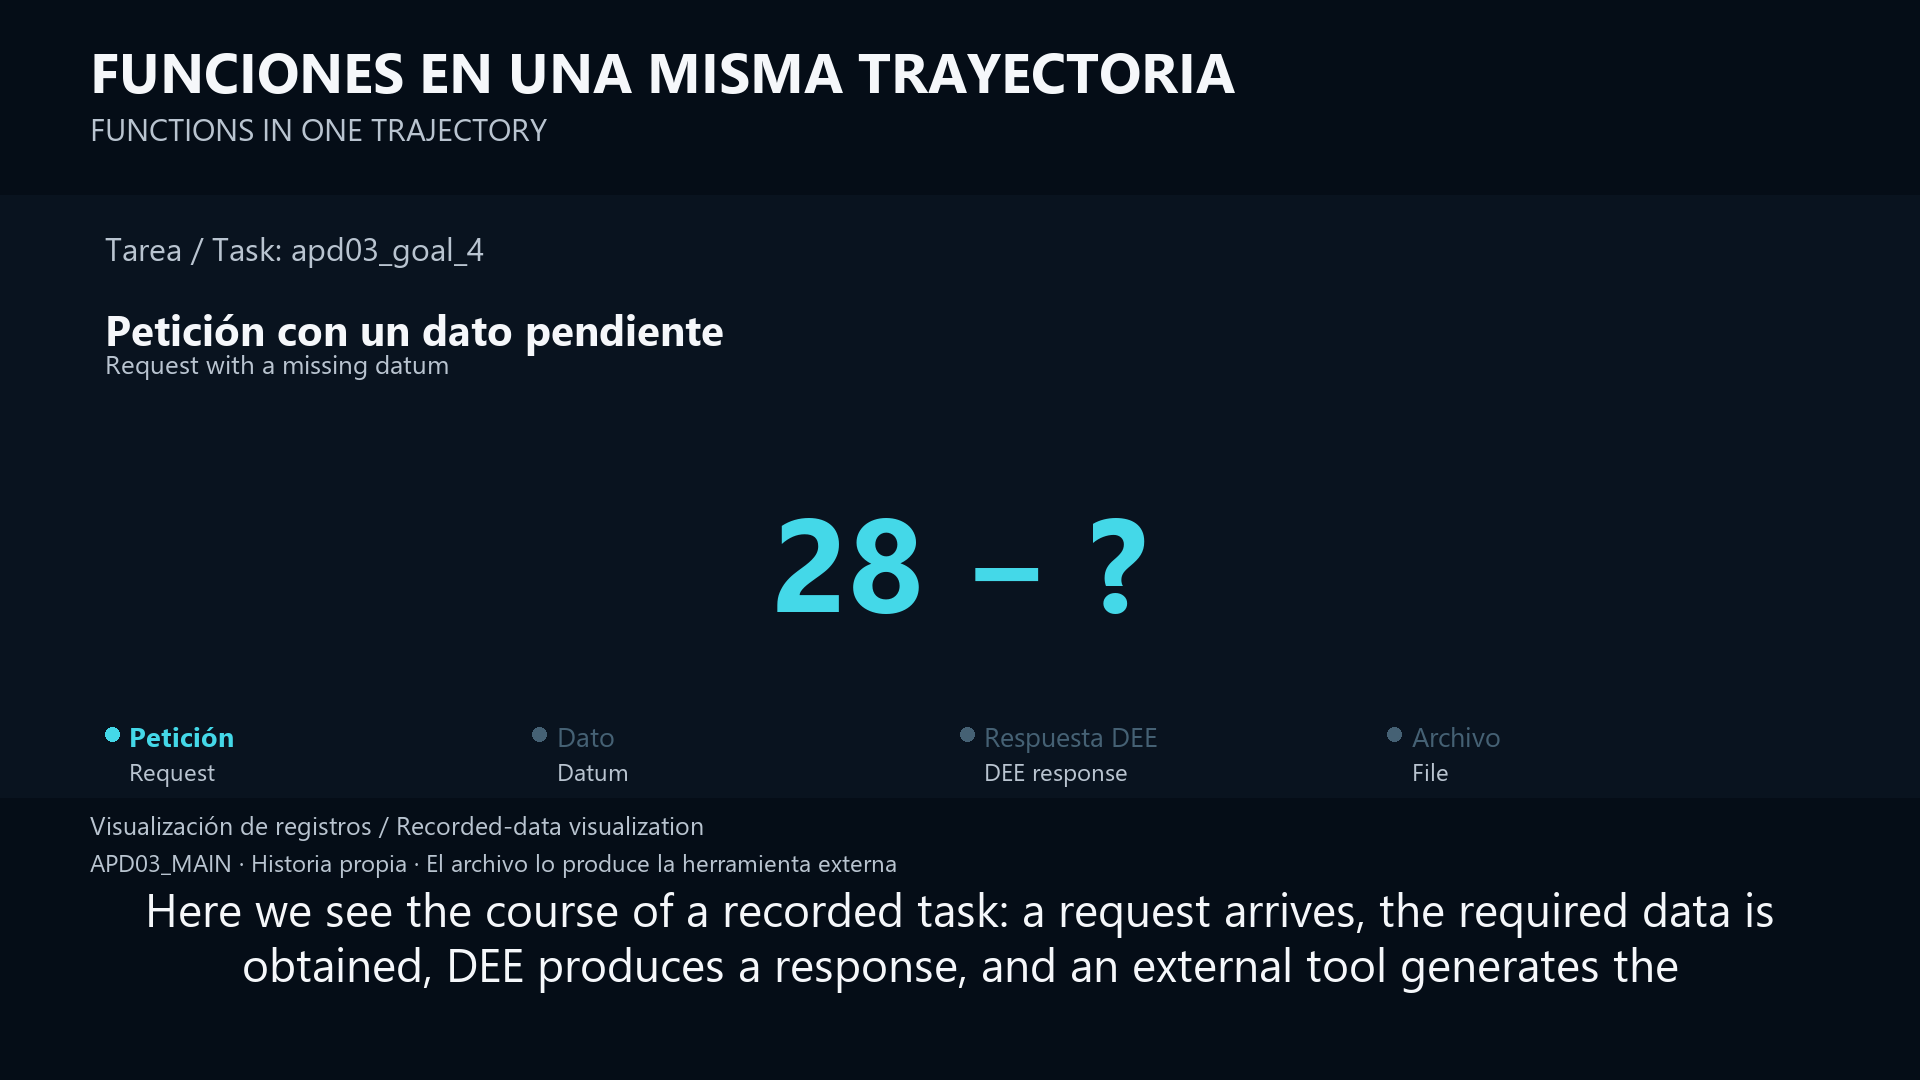 FUNCIONES EN UNA MISMA TRAYECTORIA
FUNCTIONS IN ONE TRAJECTORY
Tarea / Task: apd03_goal_4
Petición con un dato pendiente
Request with a missing datum
28 – ?
Petición
Request
Dato
Datum
Respuesta DEE
DEE response
Archivo
File
Visualización de registros / Recorded-data visualization
APD03_MAIN · Historia propia · El archivo lo produce la herramienta externa
Here we see the course of a recorded task: a request arrives, the required data is
obtained, DEE produces a response, and an external tool generates the